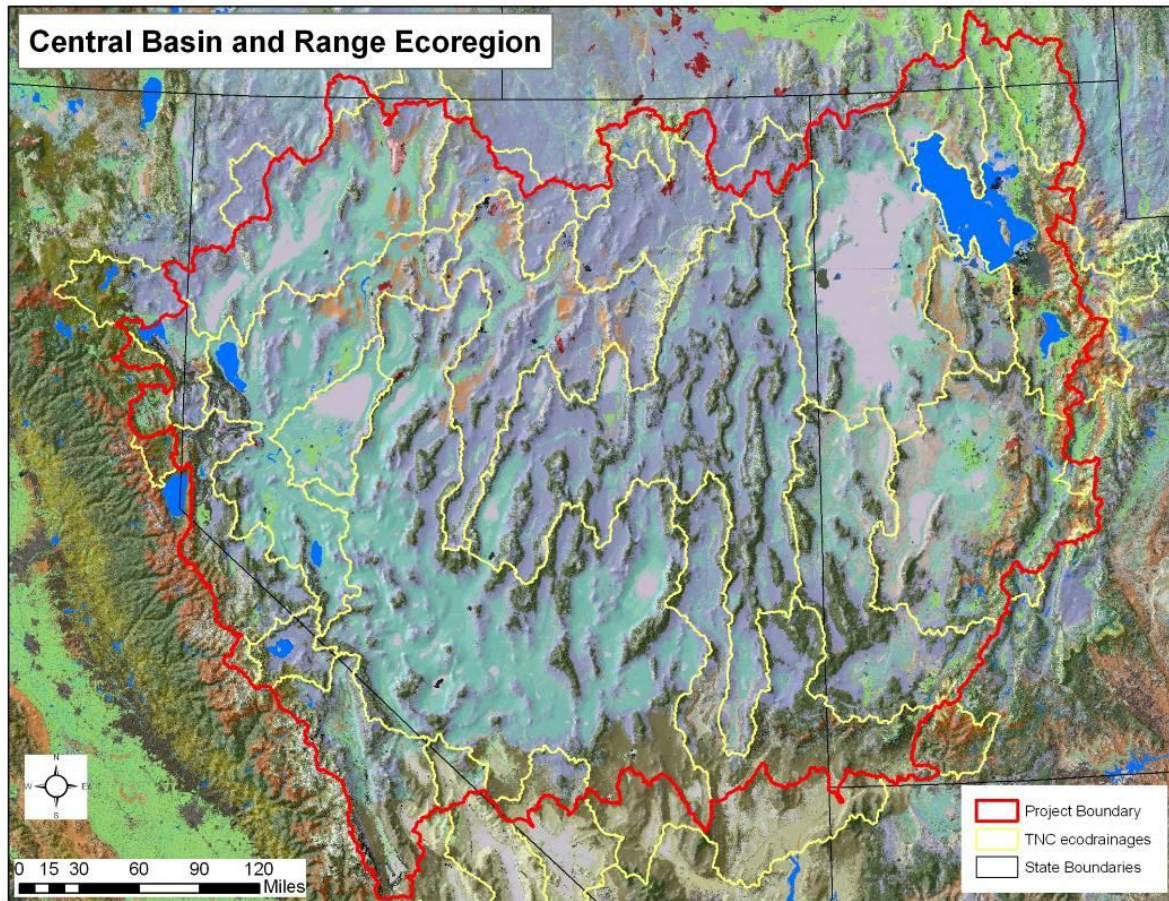 Central Basin and Range Ecoregion
N
W E
S
0 15 30 60 90 120
Miles
Project Boundary
TNC ecodrainages
State Boundaries